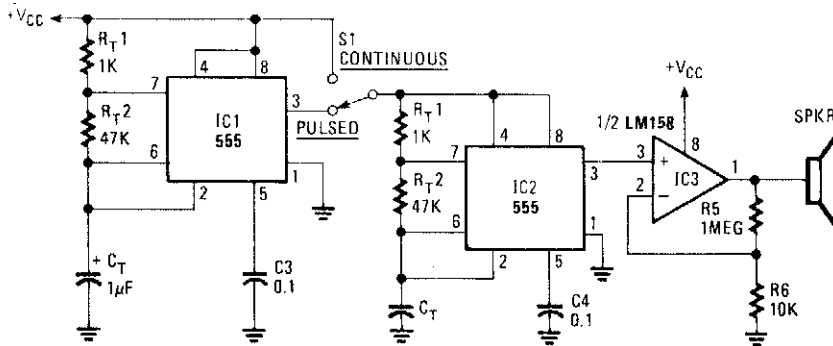 +VCC
RT1
1K
RT2
47K
+ CT
1µF
4
8
7
3
IC1
555
6
1
2
5
C3
0.1
S1
CONTINUOUS
PULSED
RT1
1K
RT2
47K
CT
4
8
7
3
IC2
555
6
1
2
5
C4
0.1
1/2 LM158
+VCC
8
3
+
1
2
−
IC3
R5
1MEG
R6
10K
SPKR